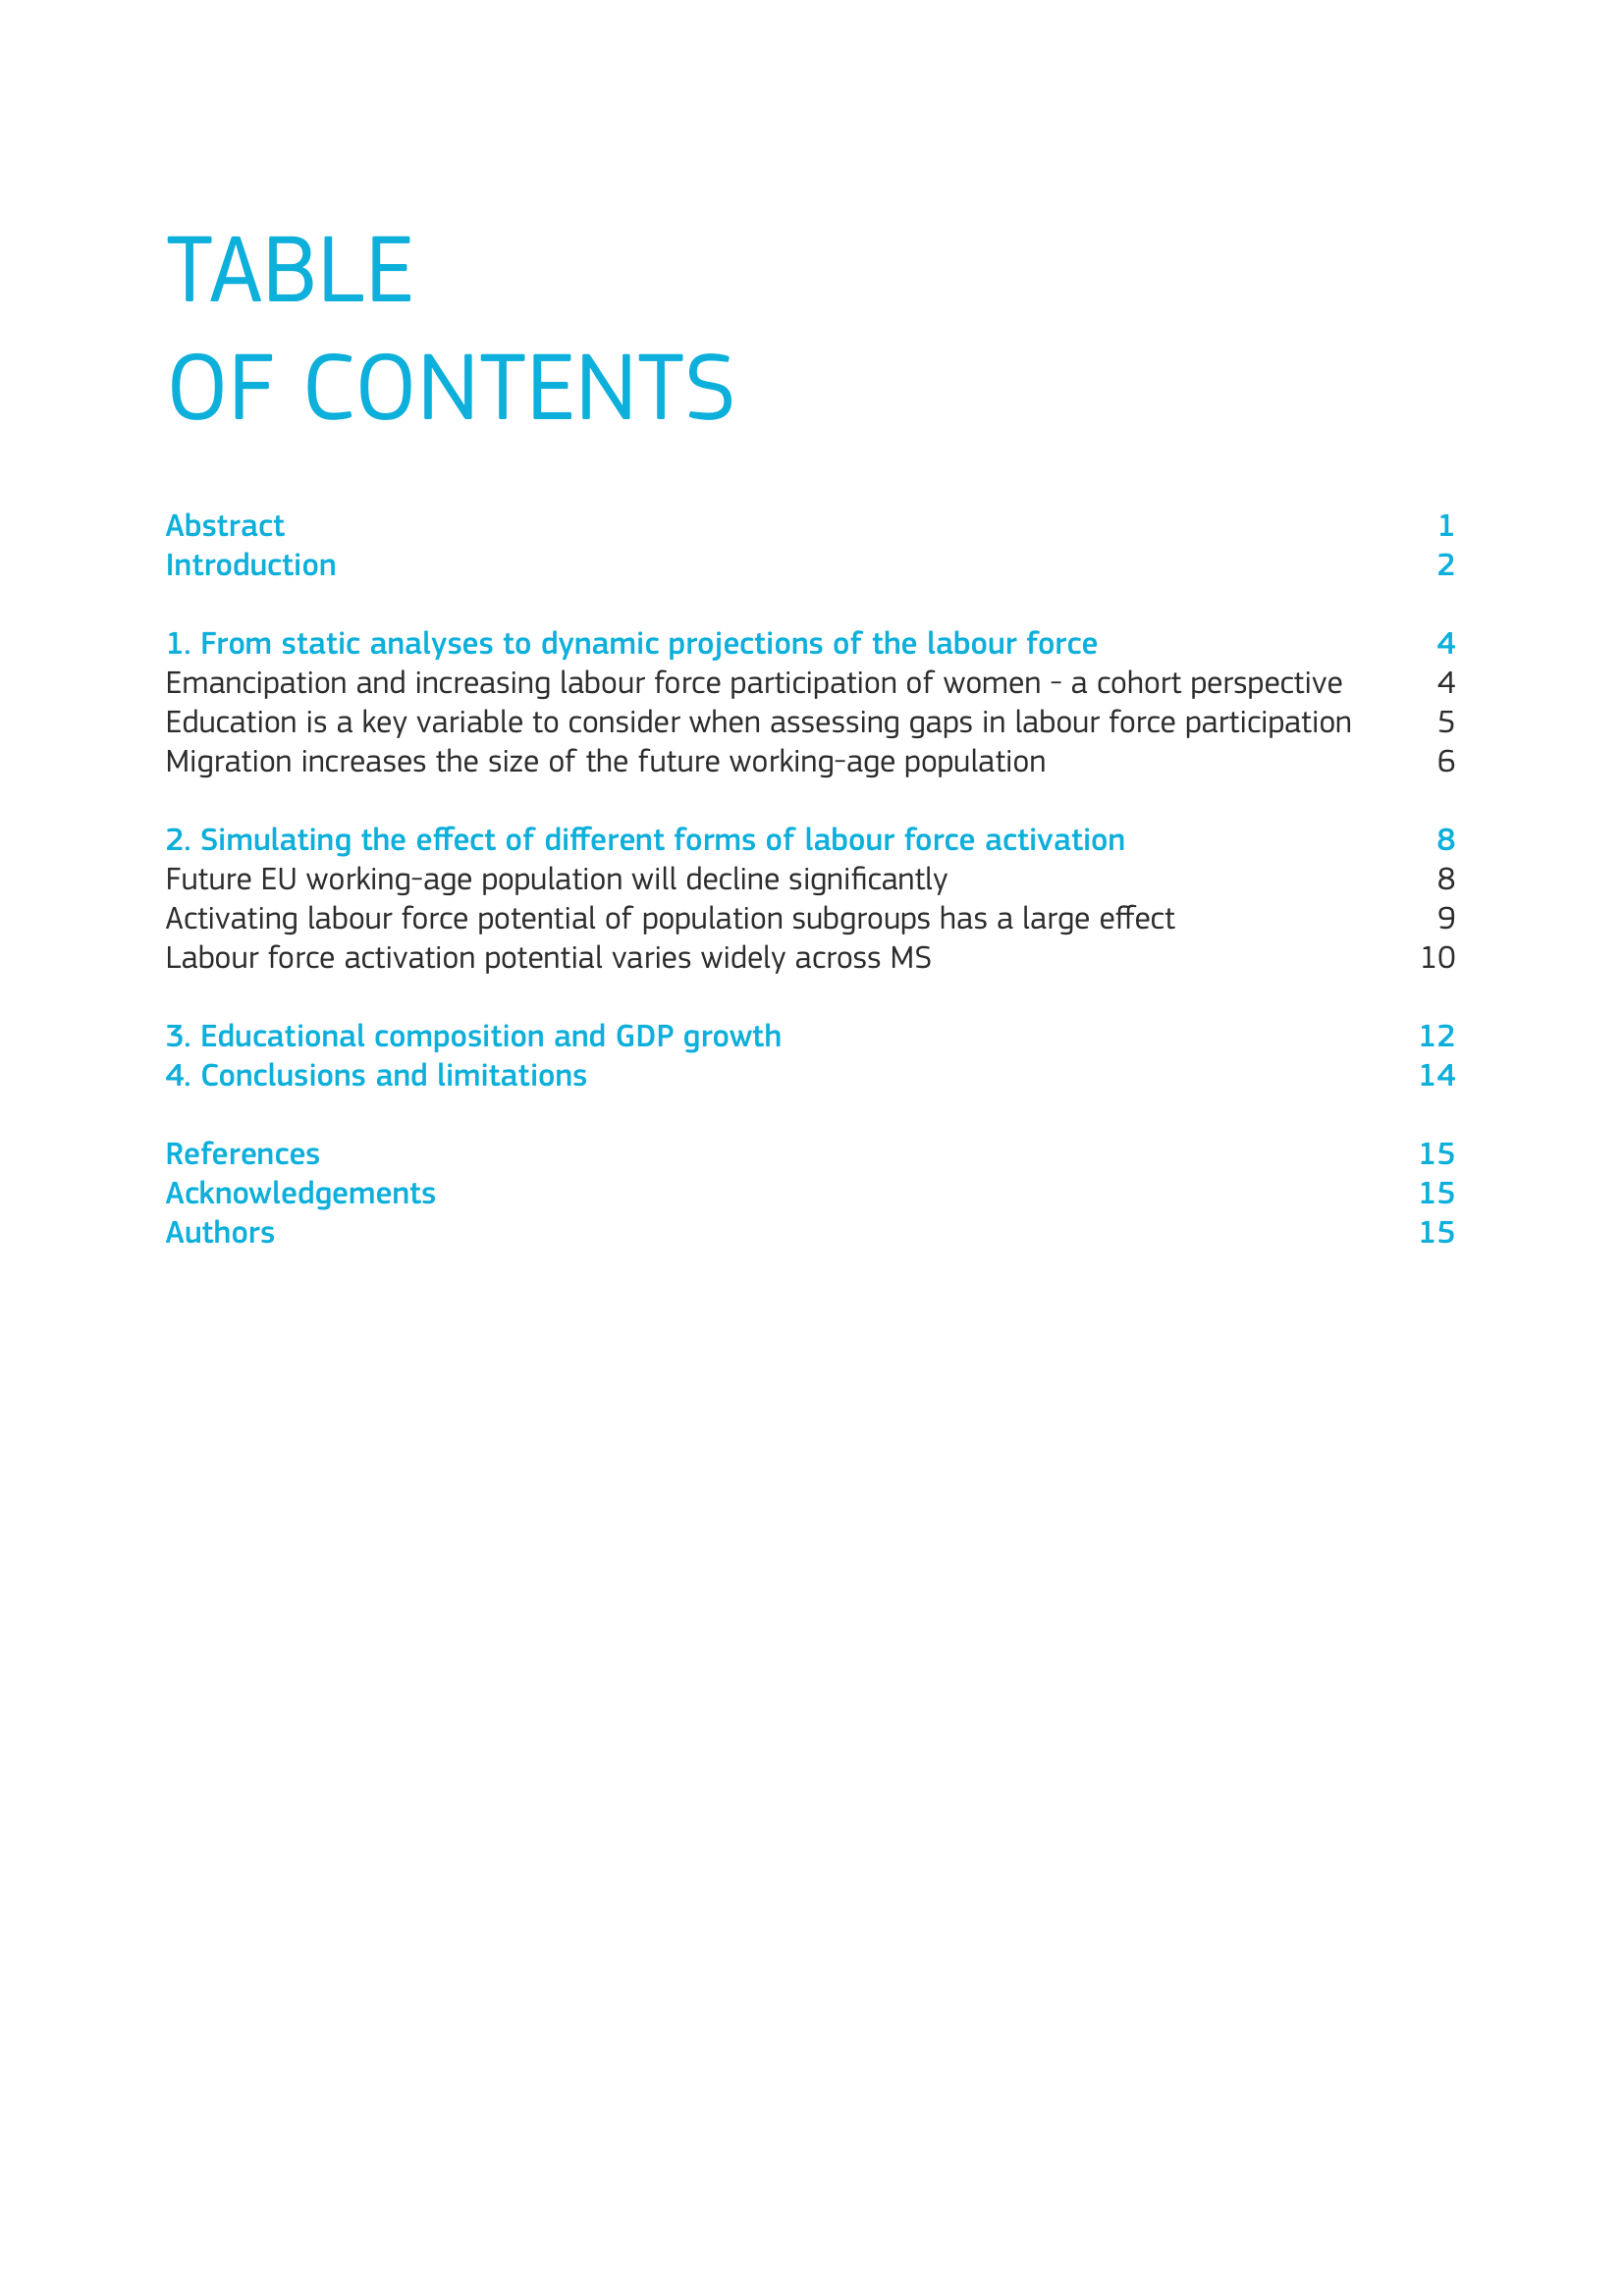 TABLE
OF CONTENTS
Abstract 1
Introduction 2
1. From static analyses to dynamic projections of the labour force 4
Emancipation and increasing labour force participation of women - a cohort perspective 4
Education is a key variable to consider when assessing gaps in labour force participation 5
Migration increases the size of the future working-age population 6
2. Simulating the effect of different forms of labour force activation 8
Future EU working-age population will decline significantly 8
Activating labour force potential of population subgroups has a large effect 9
Labour force activation potential varies widely across MS 10
3. Educational composition and GDP growth 12
4. Conclusions and limitations 14
References 15
Acknowledgements 15
Authors 15